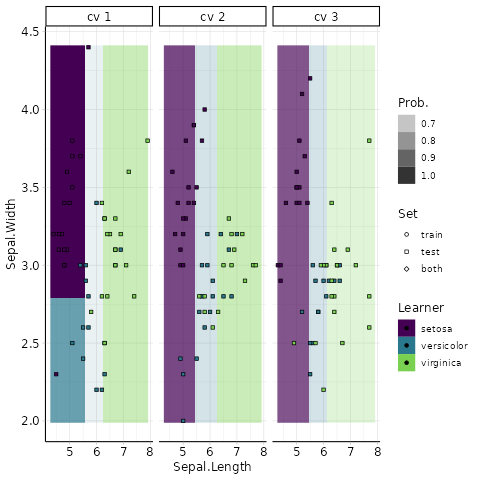 cv 1 cv 2 cv 3
4.5
4.0
3.5
3.0
2.5
2.0
Sepal.Width
5 6 7 8 5 6 7 8 5 6 7 8
Sepal.Length
Prob.
0.7
0.8
0.9
1.0
Set
train
test
both
Learner
setosa
versicolor
virginica